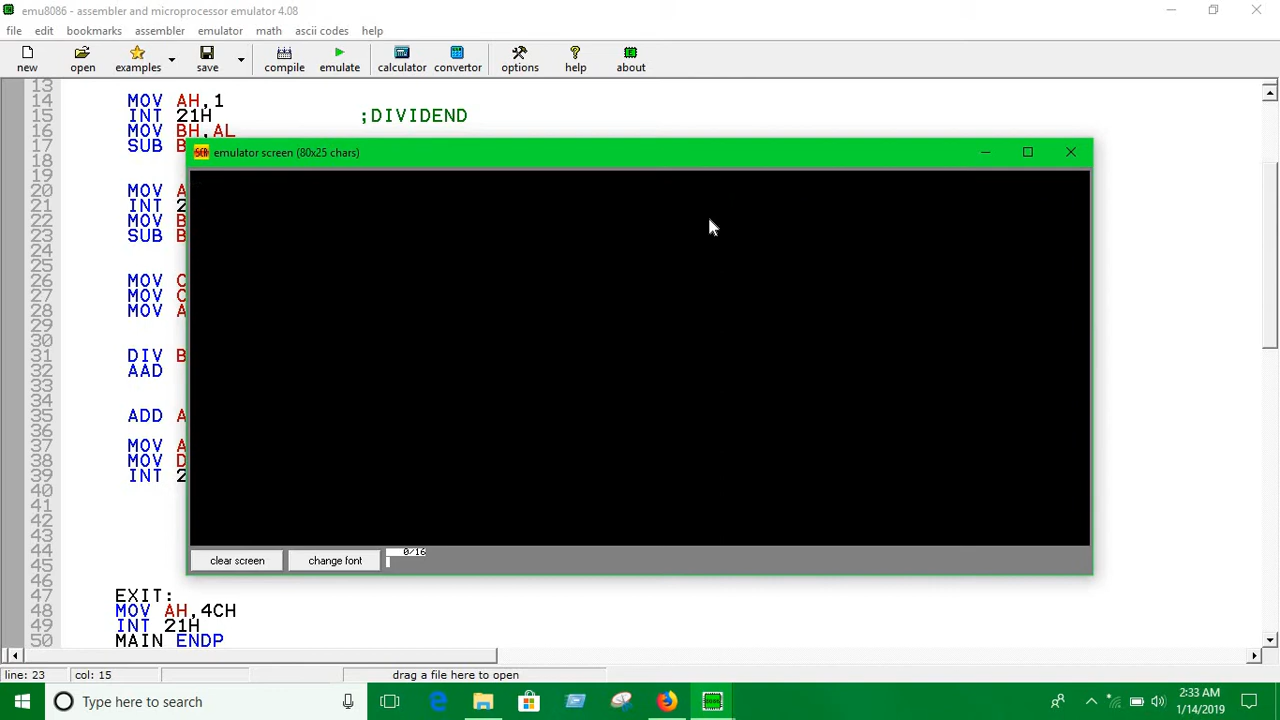 emu8086 - assembler and microprocessor emulator 4.08
file edit bookmarks assembler emulator math ascii codes help
new open examples save compile emulate calculator convertor options help about
13
14 MOV AH,1
15 INT 21H ;DIVIDEND
16 MOV BH,AL
17 SUB B
18
19
20 MOV A
21 INT 2
22 MOV B
23 SUB B
24
25
26 MOV C
27 MOV C
28 MOV A
29
30
31 DIV B
32 AAD
33
34
35 ADD A
36
37 MOV A
38 MOV D
39 INT 2
40
41
42
43
44
45
46
47 EXIT:
48 MOV AH,4CH
49 INT 21H
50 MAIN ENDP
emulator screen (80x25 chars)
clear screen change font 0/16
line: 23 col: 15 drag a file here to open
Type here to search
2:33 AM
1/14/2019